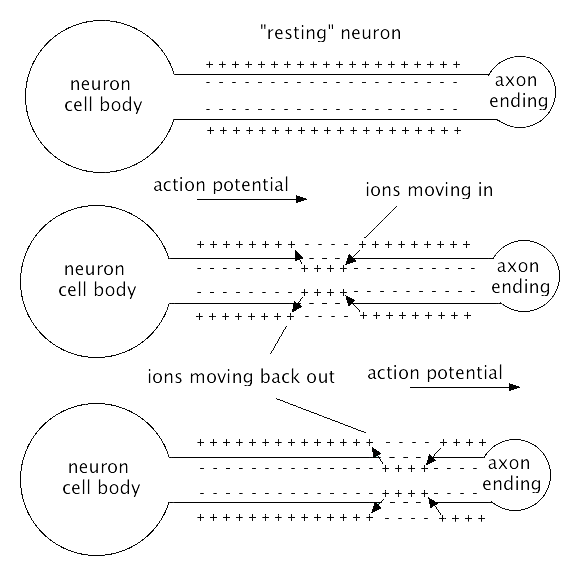 "resting" neuron
+ + + + + + + + + + + + + + + + + + +
- - - - - - - - - - - - - - - - - - -
neuron
cell body
axon
ending
- - - - - - - - - - - - - - - - - - -
+ + + + + + + + + + + + + + + + + + +
action potential
ions moving in
+ + + + + + + + + - - - - - + + + + + + + + + +
- - - - - - - - - + + + + - - - - - - - - - - -
neuron
cell body
axon
ending
- - - - - - - - - + + + + - - - - - - - - - - -
+ + + + + + + + + - - - - - + + + + + + + + + +
ions moving back out
action potential
+ + + + + + + + + + + + + + + + - - - - + + + +
- - - - - - - - - - - - - - - - + + + + - - - -
neuron
cell body
axon
ending
- - - - - - - - - - - - - - - - + + + + - - - -
+ + + + + + + + + + + + + + + + - - - - + + + +